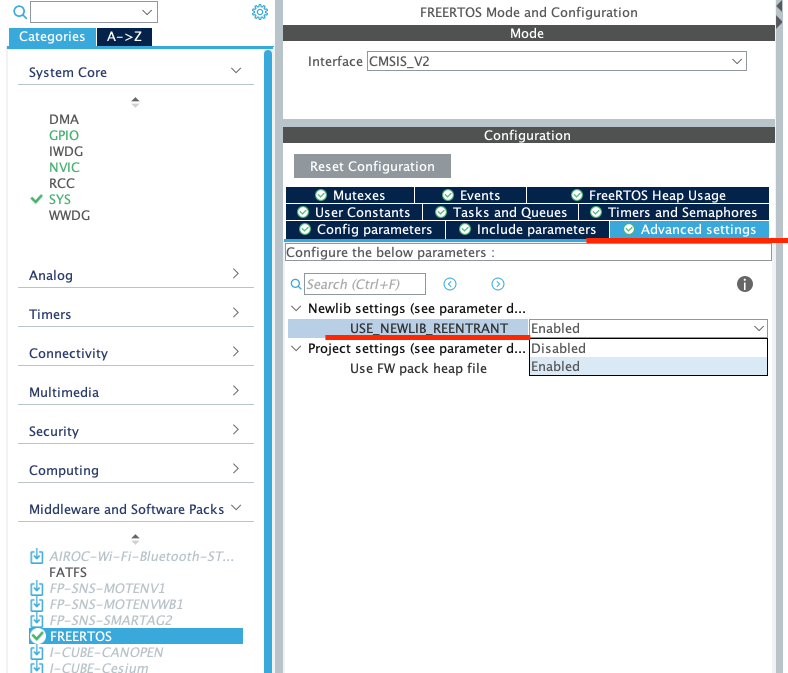 Categories
A->Z
System Core
DMA
GPIO
IWDG
NVIC
RCC
SYS
WWDG
Analog
Timers
Connectivity
Multimedia
Security
Computing
Middleware and Software Packs
AIROC-Wi-Fi-Bluetooth-ST...
FATFS
FP-SNS-MOTENV1
FP-SNS-MOTENVWB1
FP-SNS-SMARTAG2
FREERTOS
I-CUBE-CANOPEN
I-CUBE-Cesium
FREERTOS Mode and Configuration
Mode
Interface CMSIS_V2
Configuration
Reset Configuration
Mutexes Events FreeRTOS Heap Usage
User Constants Tasks and Queues Timers and Semaphores
Config parameters Include parameters Advanced settings
Configure the below parameters :
Search (Ctrl+F)
Newlib settings (see parameter d...
USE_NEWLIB_REENTRANT Enabled
Project settings (see parameter d... Disabled
Use FW pack heap file Enabled